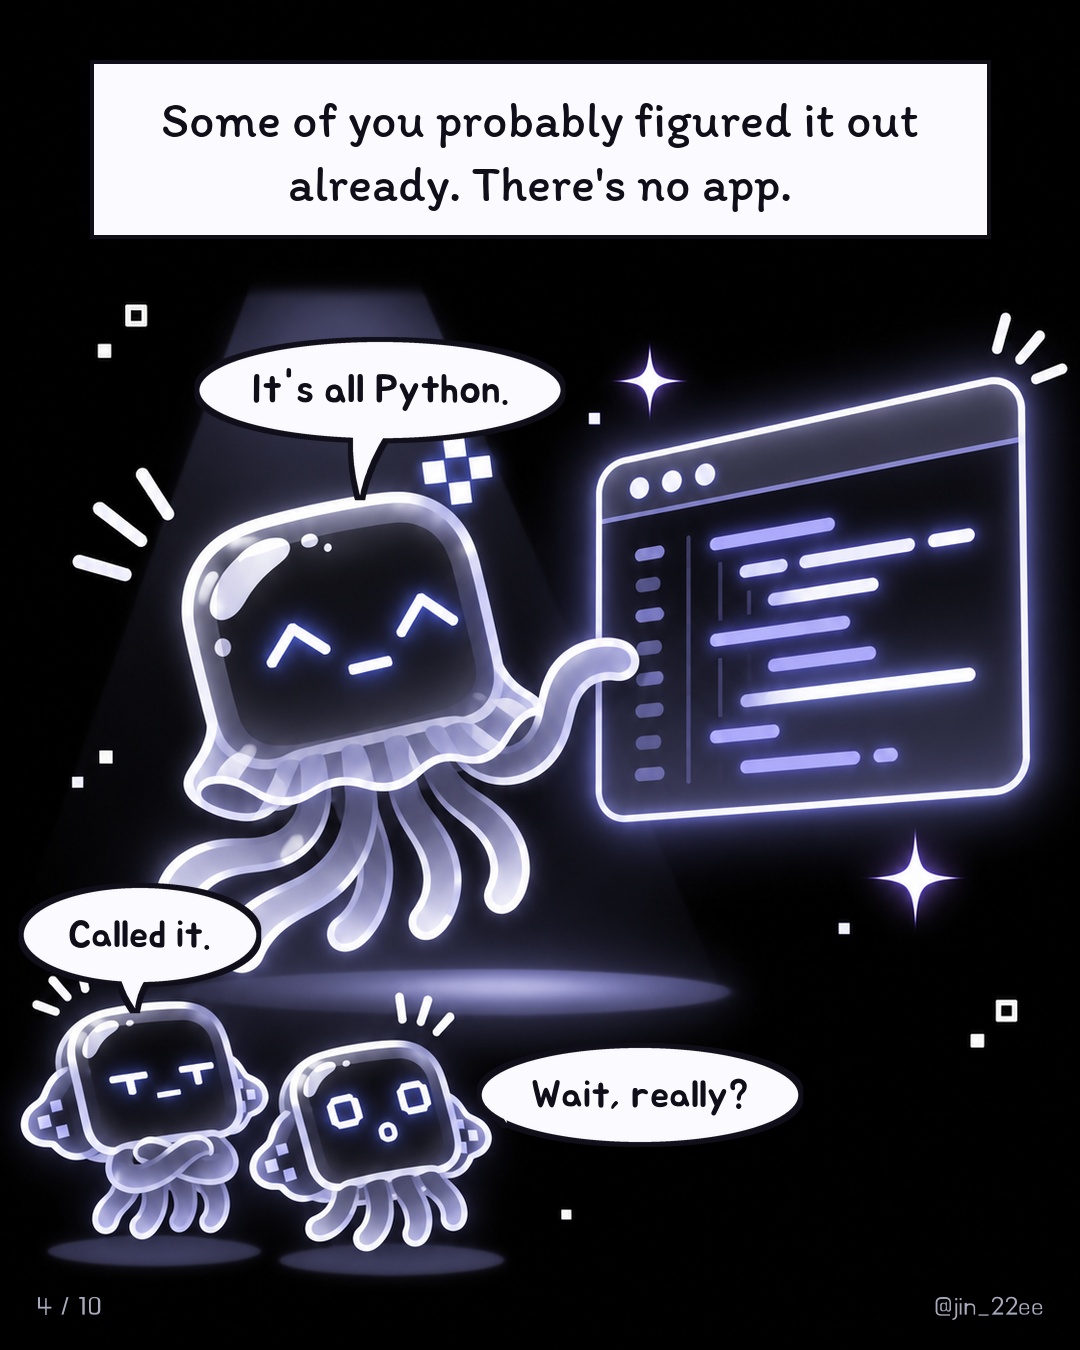 Some of you probably figured it out
already. There's no app.
It's all Python.
Called it.
Wait, really?
4 / 10
@jin_22ee